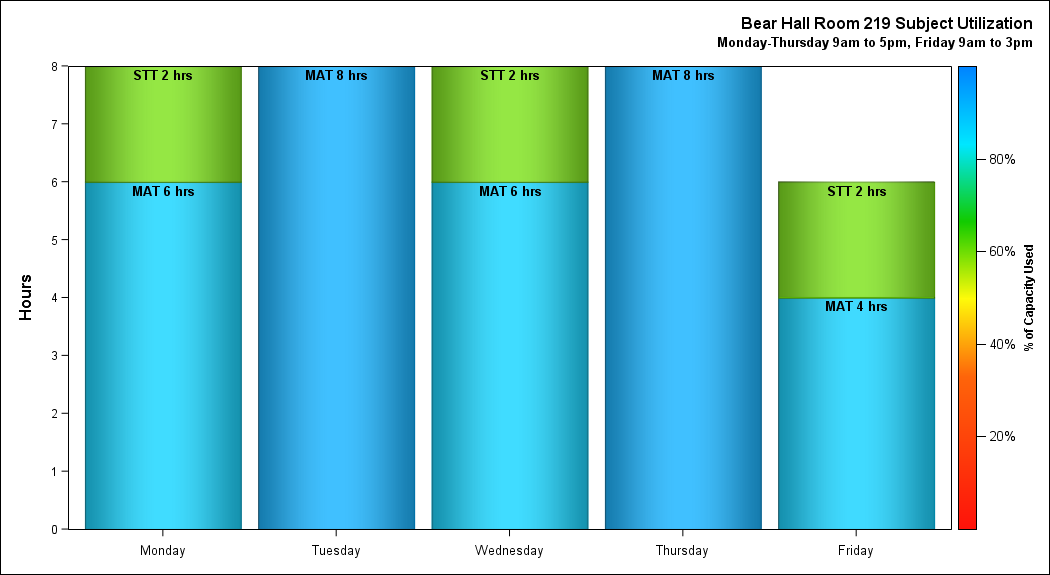 Bear Hall Room 219 Subject Utilization
Monday-Thursday 9am to 5pm, Friday 9am to 3pm
Hours
8
7
6
5
4
3
2
1
0
STT 2 hrs
MAT 6 hrs
MAT 8 hrs
STT 2 hrs
MAT 6 hrs
MAT 8 hrs
STT 2 hrs
MAT 4 hrs
Monday
Tuesday
Wednesday
Thursday
Friday
80%
60%
40%
20%
% of Capacity Used